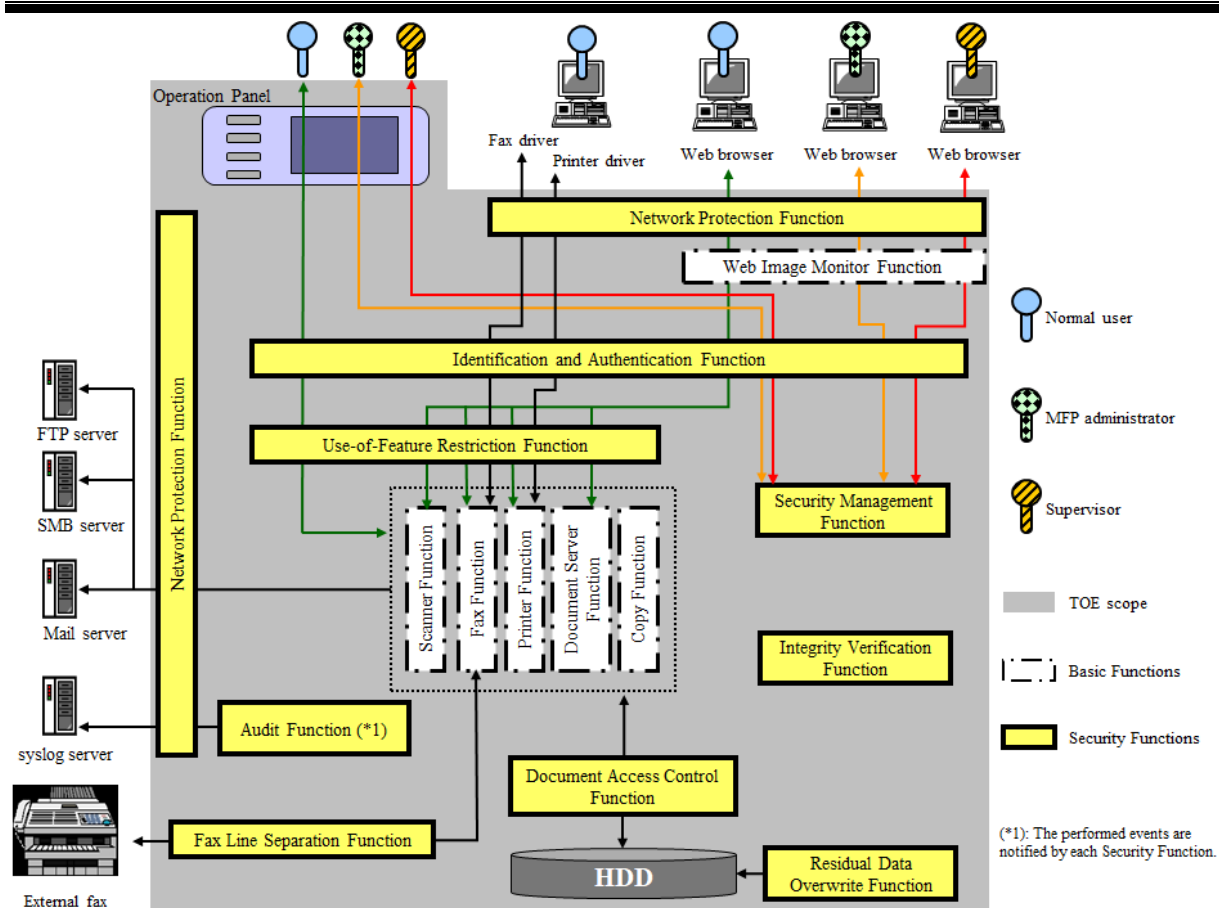 Operation Panel
Fax driver
Printer driver
Web browser
Web browser
Web browser
Network Protection Function
Web Image Monitor Function
Normal user
Identification and Authentication Function
Network Protection Function
FTP server
MFP administrator
Use-of-Feature Restriction Function
SMB server
Security Management
Function
Supervisor
Scanner Function
Fax Function
Printer Function
Document Server
Function
Copy Function
TOE scope
Mail server
Integrity Verification
Function
Basic Functions
Audit Function (*1)
syslog server
Security Functions
Document Access Control
Function
Fax Line Separation Function
(*1): The performed events are
notified by each Security Function.
HDD
Residual Data
Overwrite Function
External fax